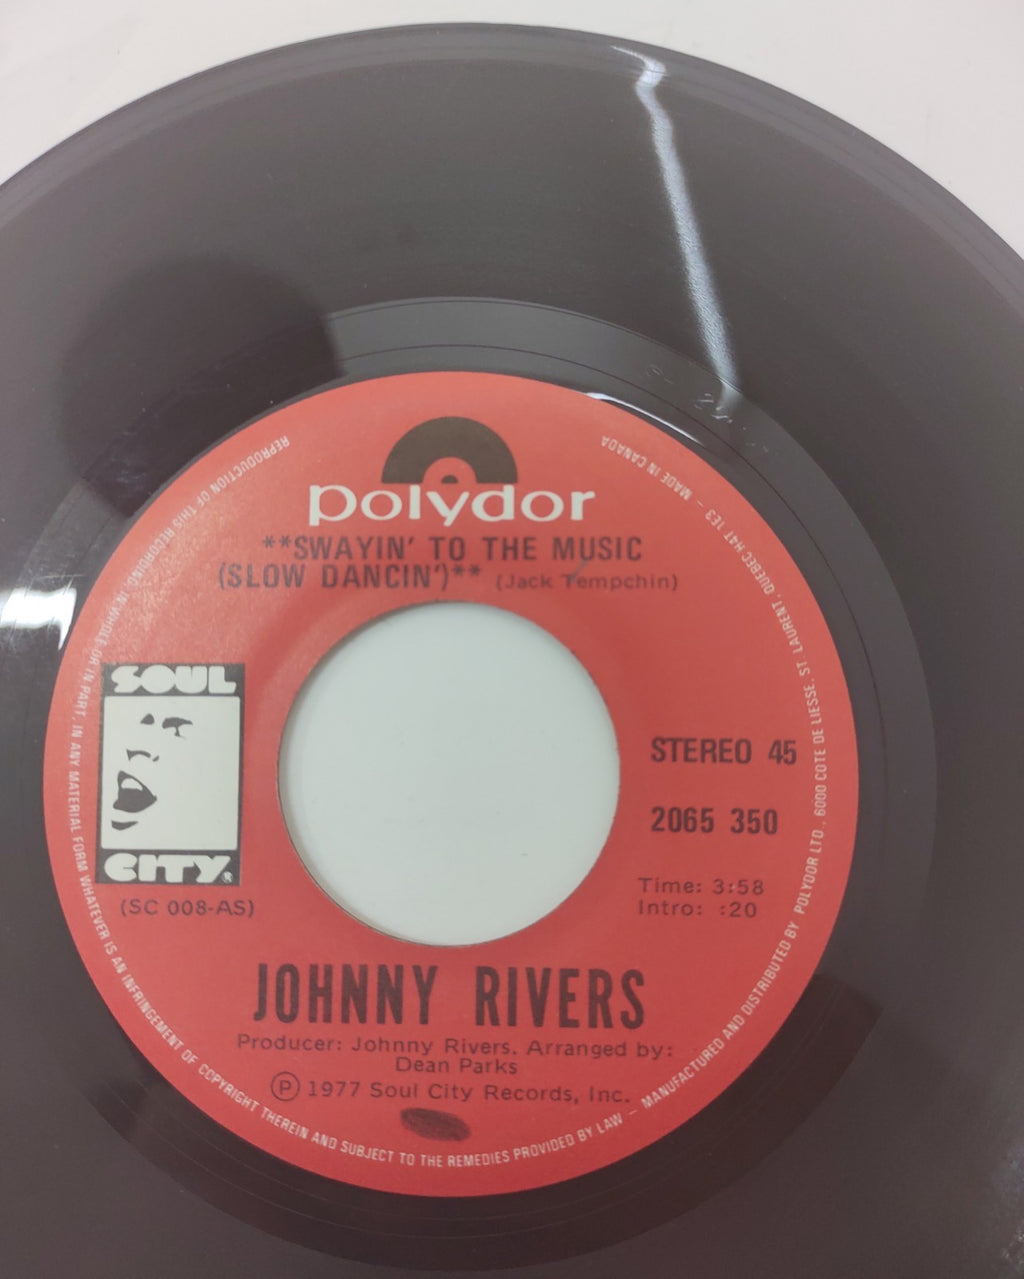 polydor
**SWAYIN' TO THE MUSIC
(SLOW DANCIN')** (Jack Tempchin)
SOUL
CITY®
(SC 008-AS)
STEREO 45
2065 350
Time: 3:58
Intro: :20
JOHNNY RIVERS
Producer: Johnny Rivers. Arranged by:
Dean Parks
Ⓟ 1977 Soul City Records, Inc.
REPRODUCTION OF THIS RECORDING, IN WHOLE OR IN PART, IN ANY MATERIAL FORM WHATEVER IS AN INFRINGEMENT OF COPYRIGHT THEREIN AND SUBJECT TO THE REMEDIES PROVIDED BY LAW — MANUFACTURED AND DISTRIBUTED BY POLYDOR LTD., 6000 COTE DE LIESSE, ST LAURENT, QUEBEC H4T 1E3 — MADE IN CANADA